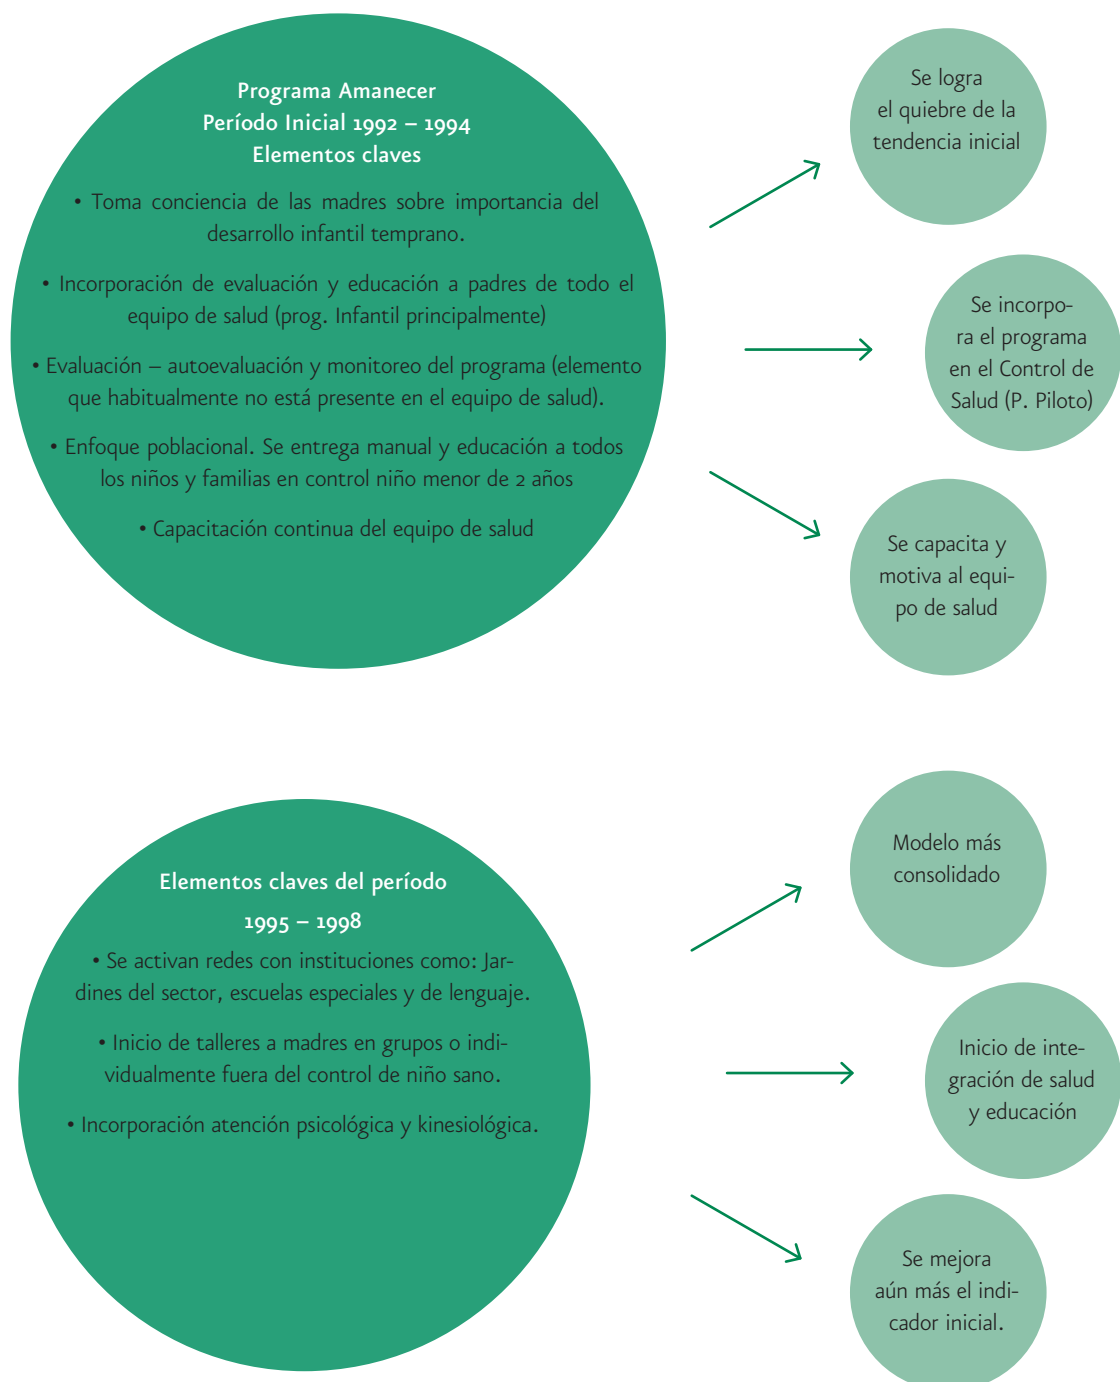 Programa Amanecer
Período Inicial 1992 – 1994
Elementos claves
• Toma conciencia de las madres sobre importancia del
desarrollo infantil temprano.
• Incorporación de evaluación y educación a padres de todo el
equipo de salud (prog. Infantil principalmente)
• Evaluación – autoevaluación y monitoreo del programa (elemento
que habitualmente no está presente en el equipo de salud).
• Enfoque poblacional. Se entrega manual y educación a todos
los niños y familias en control niño menor de 2 años
• Capacitación continua del equipo de salud
Se logra
el quiebre de la
tendencia inicial
Se incorpo-
ra el programa
en el Control de
Salud (P. Piloto)
Se capacita y
motiva al equi-
po de salud
Elementos claves del período
1995 – 1998
• Se activan redes con instituciones como: Jar-
dines del sector, escuelas especiales y de lenguaje.
• Inicio de talleres a madres en grupos o indi-
vidualmente fuera del control de niño sano.
• Incorporación atención psicológica y kinesiológica.
Modelo más
consolidado
Inicio de inte-
gración de salud
y educación
Se mejora
aún más el indi-
cador inicial.